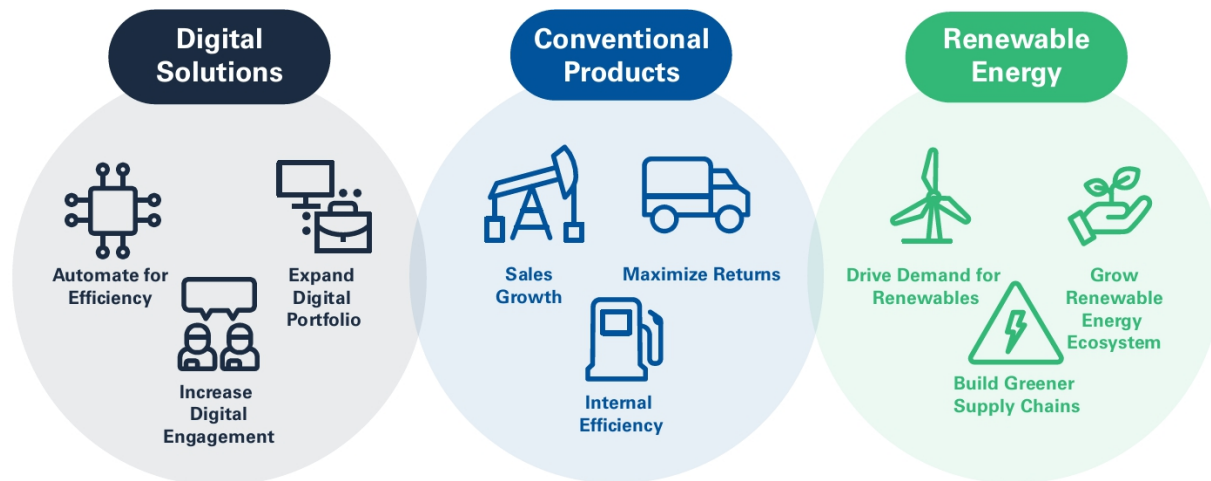 Digital
Solutions
Automate for
Efficiency
Expand
Digital
Portfolio
Increase
Digital
Engagement
Conventional
Products
Sales
Growth
Maximize Returns
Internal
Efficiency
Renewable
Energy
Drive Demand for
Renewables
Grow
Renewable
Energy
Ecosystem
Build Greener
Supply Chains